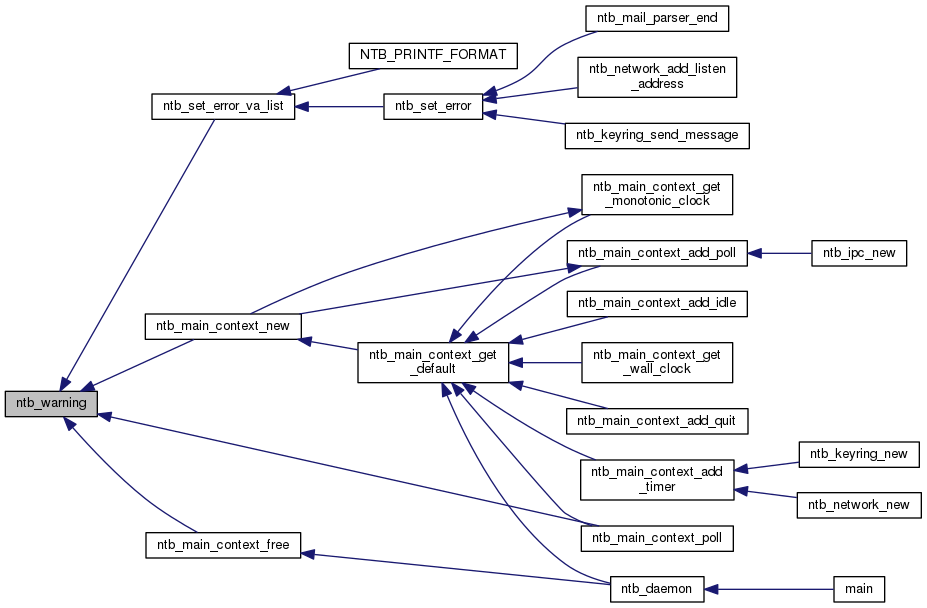 ntb_mail_parser_end
NTB_PRINTF_FORMAT
ntb_network_add_listen
_address
ntb_set_error_va_list
ntb_set_error
ntb_keyring_send_message
ntb_main_context_get
_monotonic_clock
ntb_main_context_add_poll
ntb_ipc_new
ntb_main_context_add_idle
ntb_main_context_new
ntb_main_context_get
_default
ntb_main_context_get
_wall_clock
ntb_warning
ntb_main_context_add_quit
ntb_main_context_add
_timer
ntb_keyring_new
ntb_network_new
ntb_main_context_free
ntb_main_context_poll
ntb_daemon
main